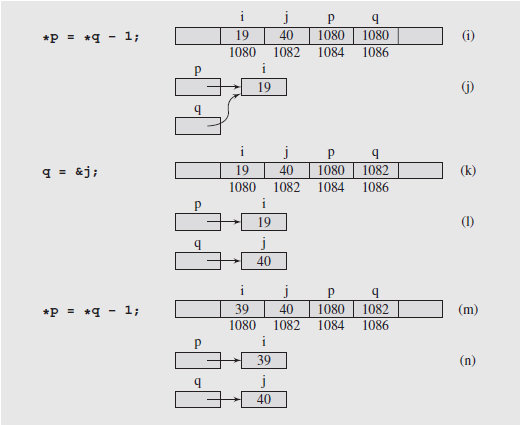 i j p q
*p = *q - 1; 19 40 1080 1080 (i)
1080 1082 1084 1086
p i
19 (j)
q
i j p q
q = &j; 19 40 1080 1082 (k)
1080 1082 1084 1086
p i
19 (l)
q j
40
i j p q
*p = *q - 1; 39 40 1080 1082 (m)
1080 1082 1084 1086
p i
39 (n)
q j
40